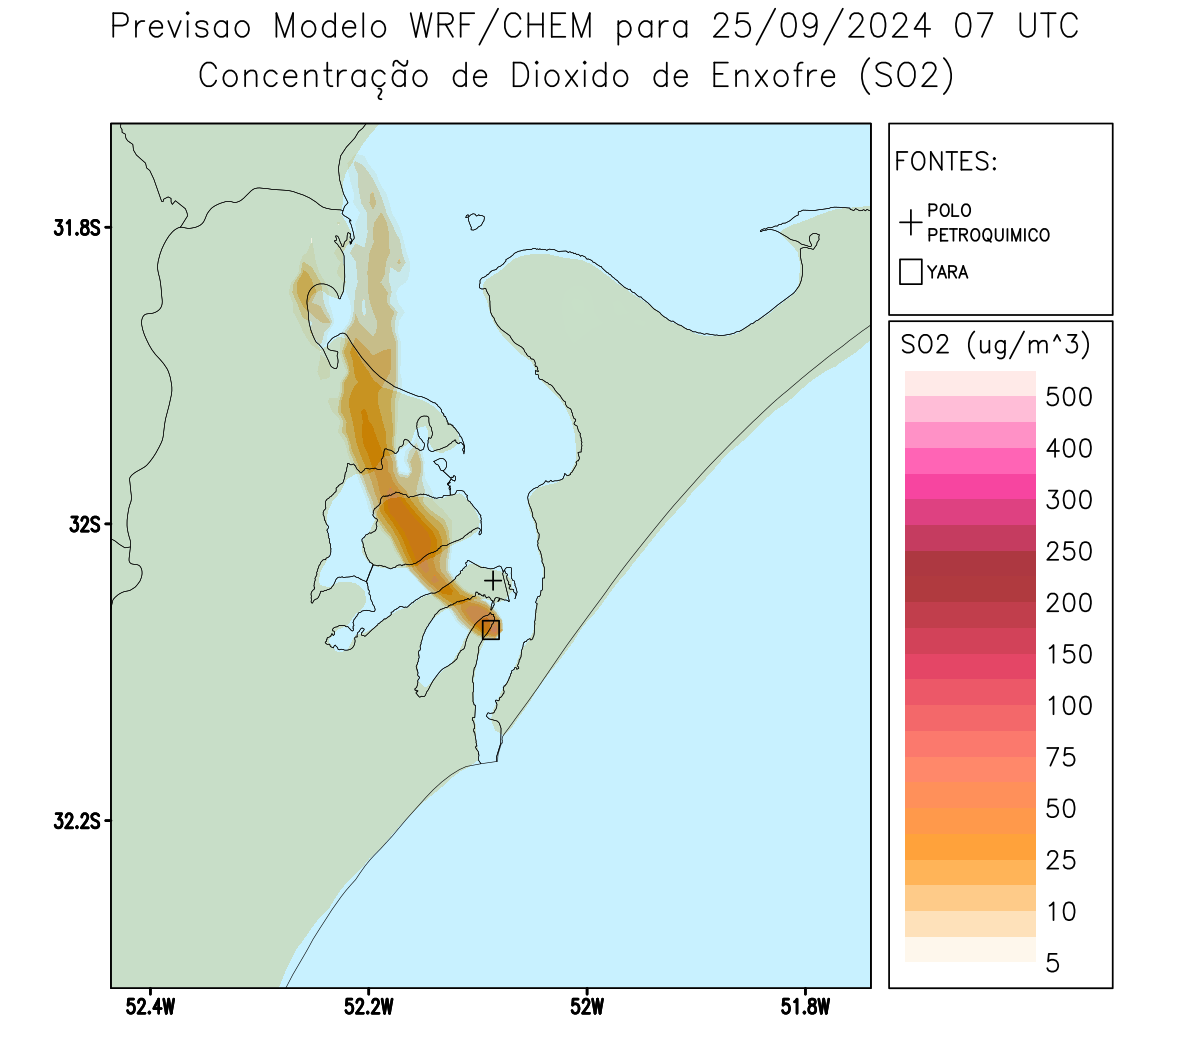 Previsao Modelo WRF/CHEM para 25/09/2024 07 UTC
Concentração de Dioxido de Enxofre (SO2)
FONTES:
POLO
PETROQUIMICO
YARA
SO2 (ug/m^3)
500
400
300
250
200
150
100
75
50
25
10
5
31.8S
32S
32.2S
52.4W
52.2W
52W
51.8W